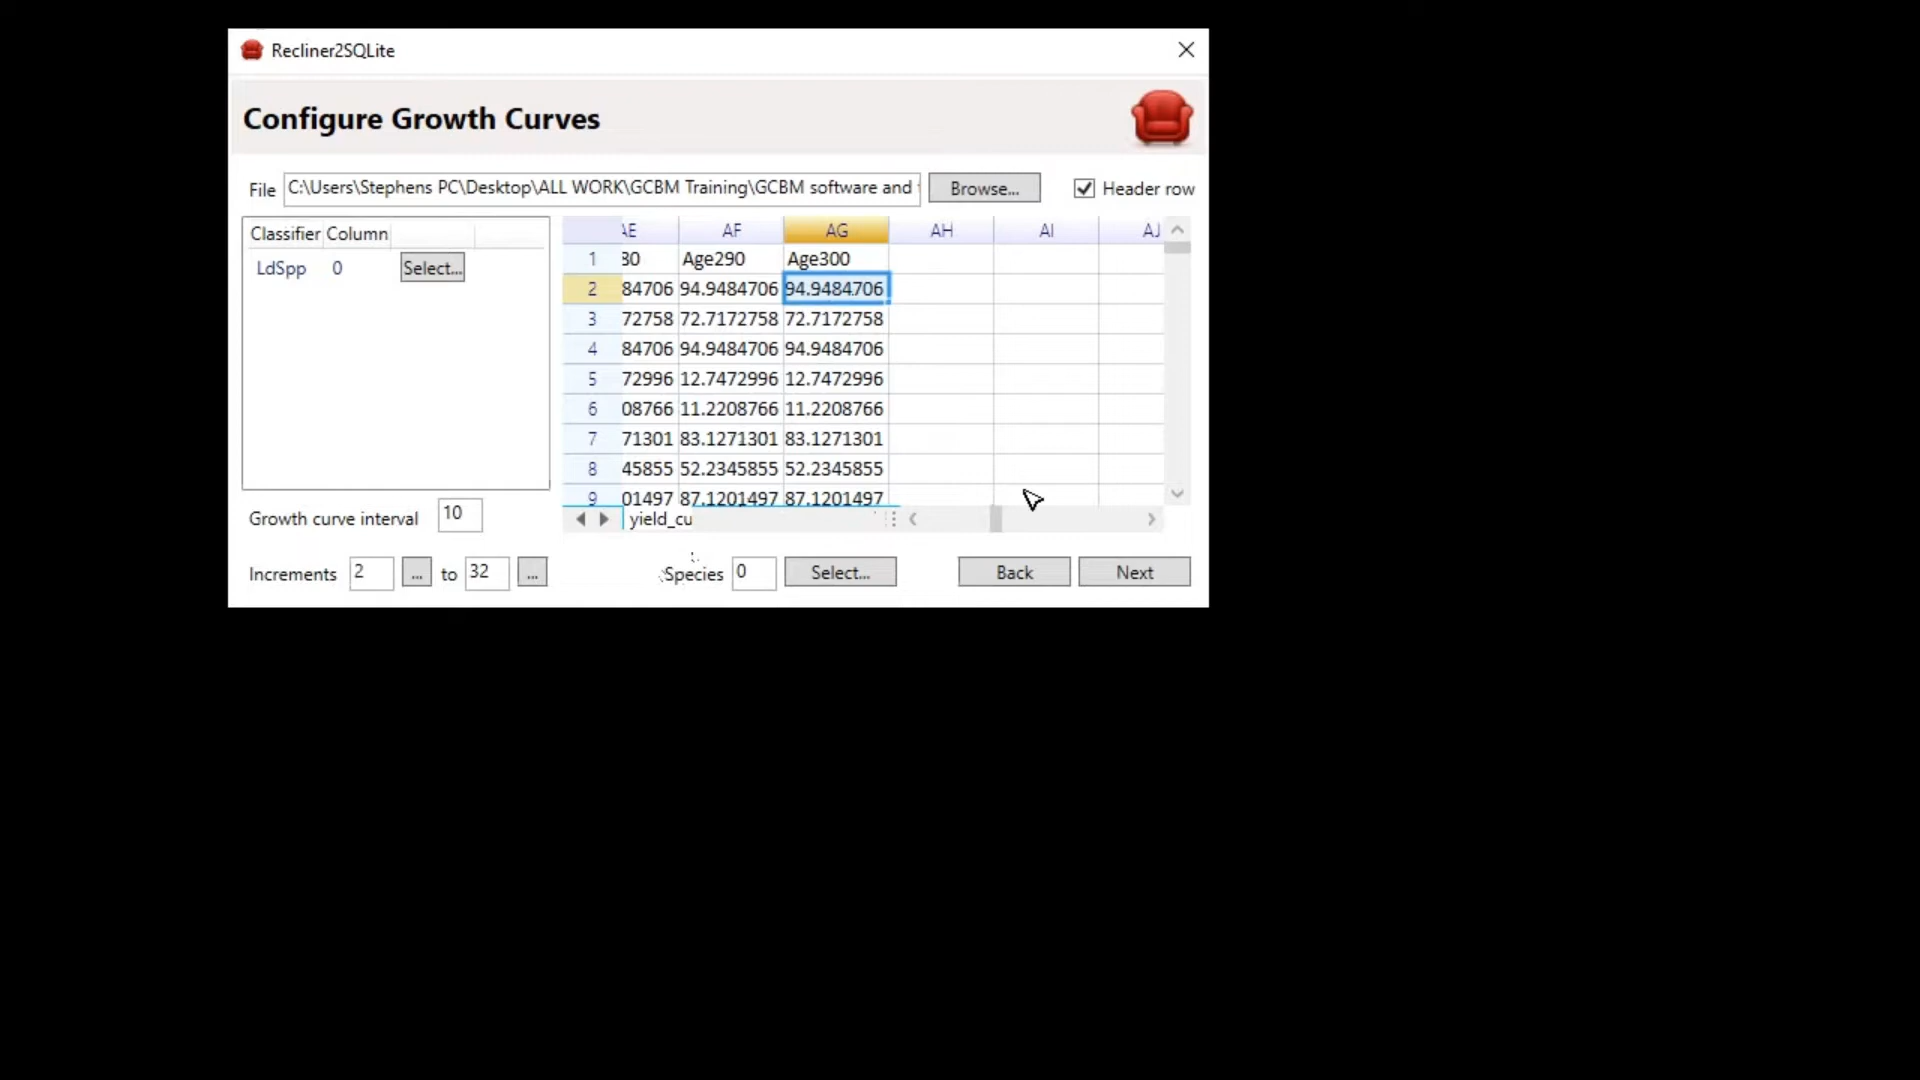 Recliner2SQLite
Configure Growth Curves
File C:\Users\Stephens PC\Desktop\ALL WORK\GCBM Training\GCBM software and Browse... Header row
Classifier Column
LdSpp 0 Select...
AE AF AG AH AI AJ
1 80 Age290 Age300
2 84706 94.9484706 94.9484706
3 72758 72.7172758 72.7172758
4 84706 94.9484706 94.9484706
5 72996 12.7472996 12.7472996
6 08766 11.2208766 11.2208766
7 71301 83.1271301 83.1271301
8 45855 52.2345855 52.2345855
9 01497 87.1201497 87.1201497
yield_cu
Growth curve interval 10
Increments 2 ... to 32 ... Species 0 Select... Back Next